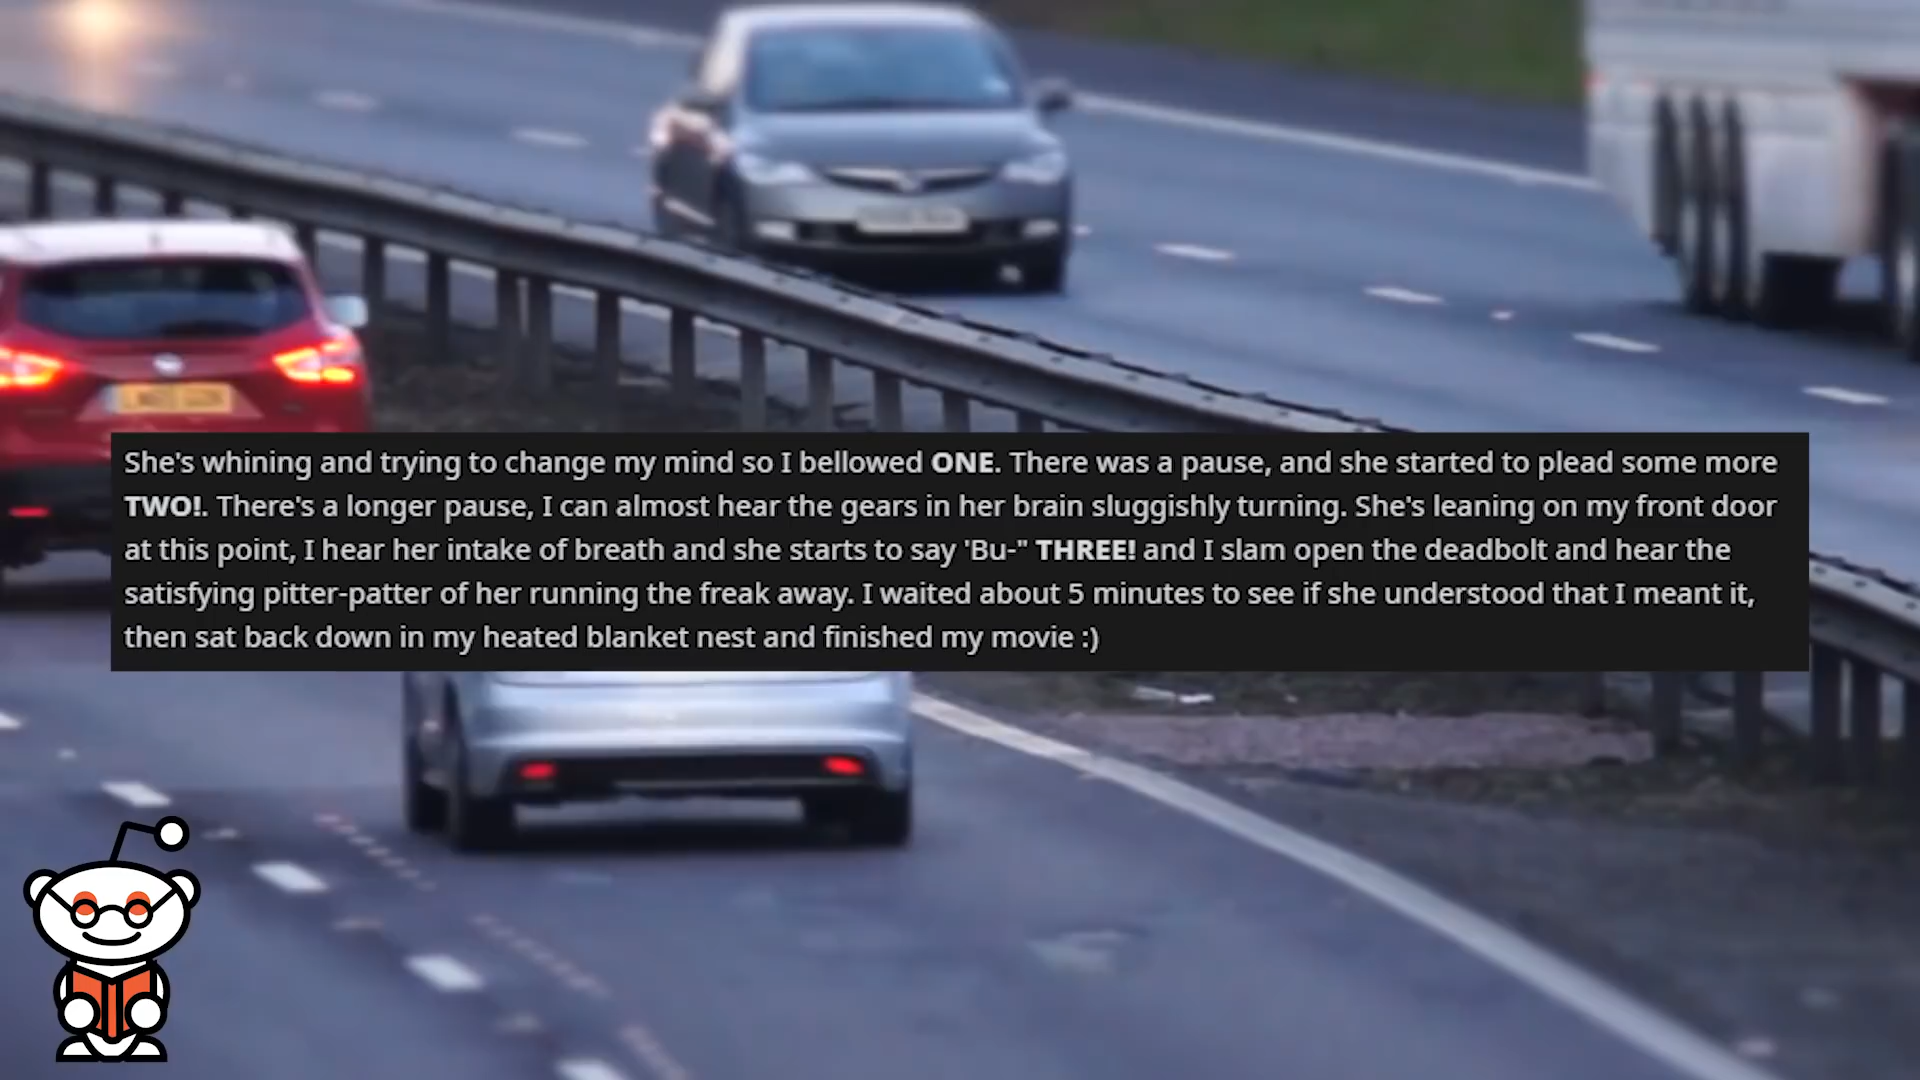 She's whining and trying to change my mind so I bellowed ONE. There was a pause, and she started to plead some more
TWO!. There's a longer pause, I can almost hear the gears in her brain sluggishly turning. She's leaning on my front door
at this point, I hear her intake of breath and she starts to say 'Bu-" THREE! and I slam open the deadbolt and hear the
satisfying pitter-patter of her running the freak away. I waited about 5 minutes to see if she understood that I meant it,
then sat back down in my heated blanket nest and finished my movie :)